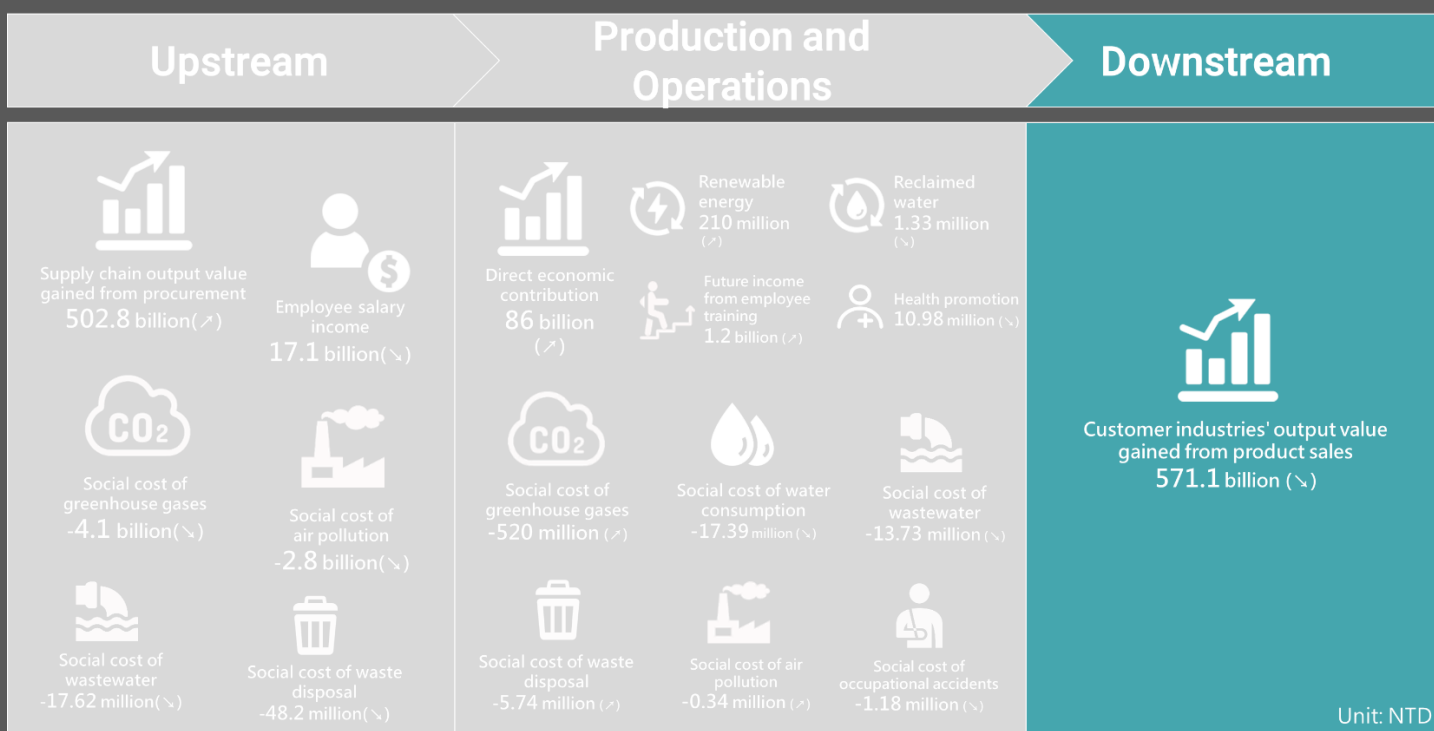 Upstream
Production and
Operations
Downstream
Supply chain output value
gained from procurement
502.8 billion(↗)
Employee salary
income
17.1 billion(↘)
CO₂
Social cost of
greenhouse gases
-4.1 billion(↘)
Social cost of
air pollution
-2.8 billion(↘)
Social cost of
wastewater
-17.62 million(↘)
Social cost of waste
disposal
-48.2 million(↘)
Direct economic
contribution
86 billion
(↗)
Renewable
energy
210 million
(↗)
Reclaimed
water
1.33 million
(↘)
Future income
from employee
training
1.2 billion (↗)
Health promotion
10.98 million (↘)
CO₂
Social cost of
greenhouse gases
-520 million (↗)
Social cost of water
consumption
-17.39 million (↘)
Social cost of
wastewater
-13.73 million (↘)
Social cost of waste
disposal
-5.74 million (↗)
Social cost of air
pollution
-0.34 million (↗)
Social cost of
occupational accidents
-1.18 million (↘)
Customer industries' output value
gained from product sales
571.1 billion (↘)
Unit: NTD